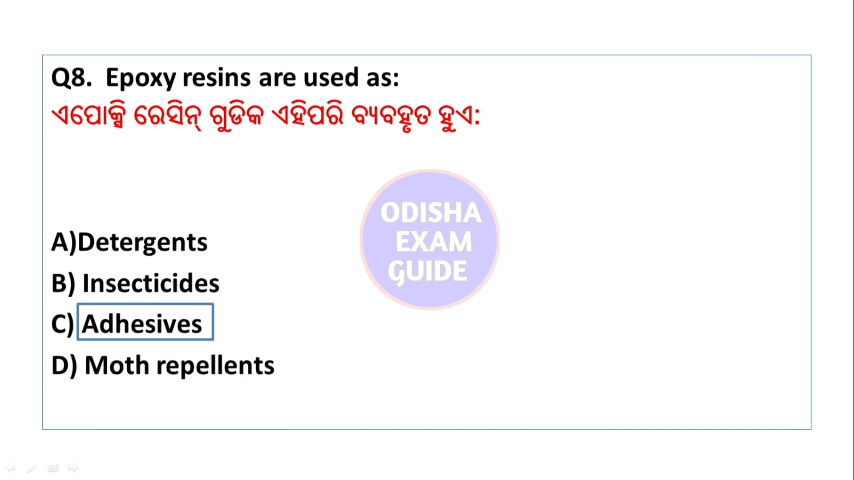 Q8. Epoxy resins are used as:
ଏପୋକ୍ସି ରେସିନ୍ ଗୁଡିକ ଏହିପରି ବ୍ୟବହୃତ ହୁଏ:
ODISHA
EXAM
GUIDE
A)Detergents
B) Insecticides
C) Adhesives
D) Moth repellents